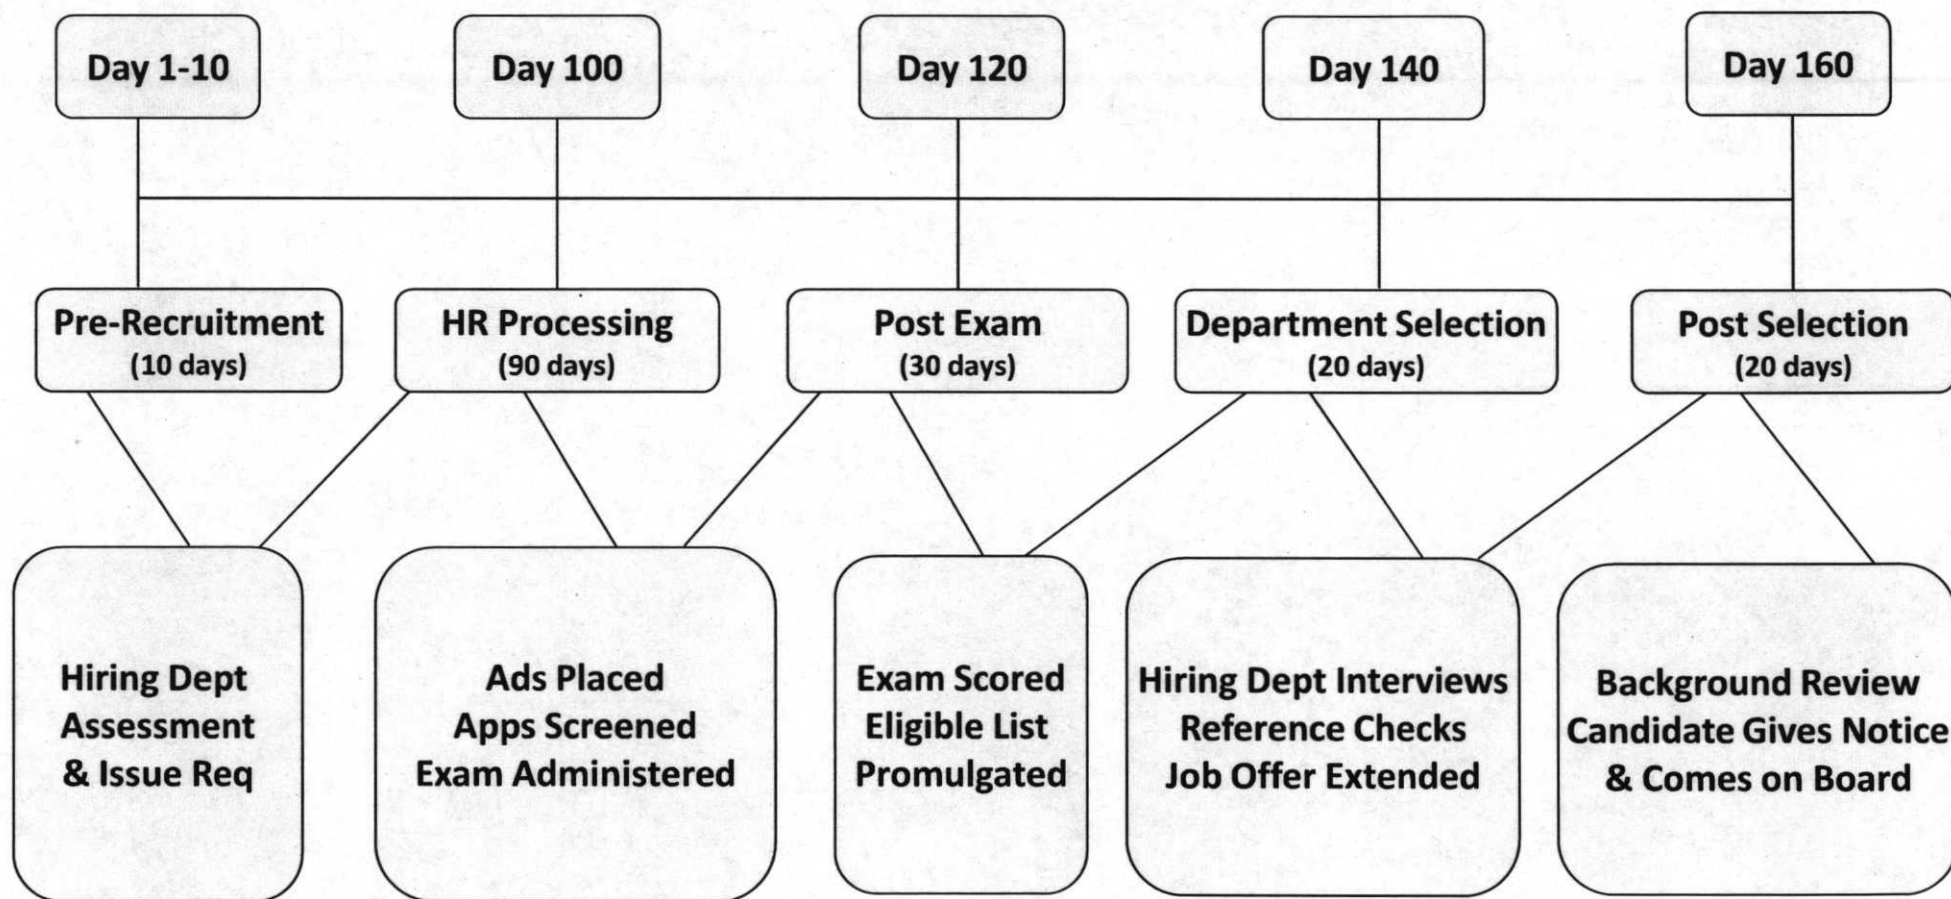 Day 1-10
Day 100
Day 120
Day 140
Day 160
Pre-Recruitment
(10 days)
HR Processing
(90 days)
Post Exam
(30 days)
Department Selection
(20 days)
Post Selection
(20 days)
Hiring Dept
Assessment
& Issue Req
Ads Placed
Apps Screened
Exam Administered
Exam Scored
Eligible List
Promulgated
Hiring Dept Interviews
Reference Checks
Job Offer Extended
Background Review
Candidate Gives Notice
& Comes on Board